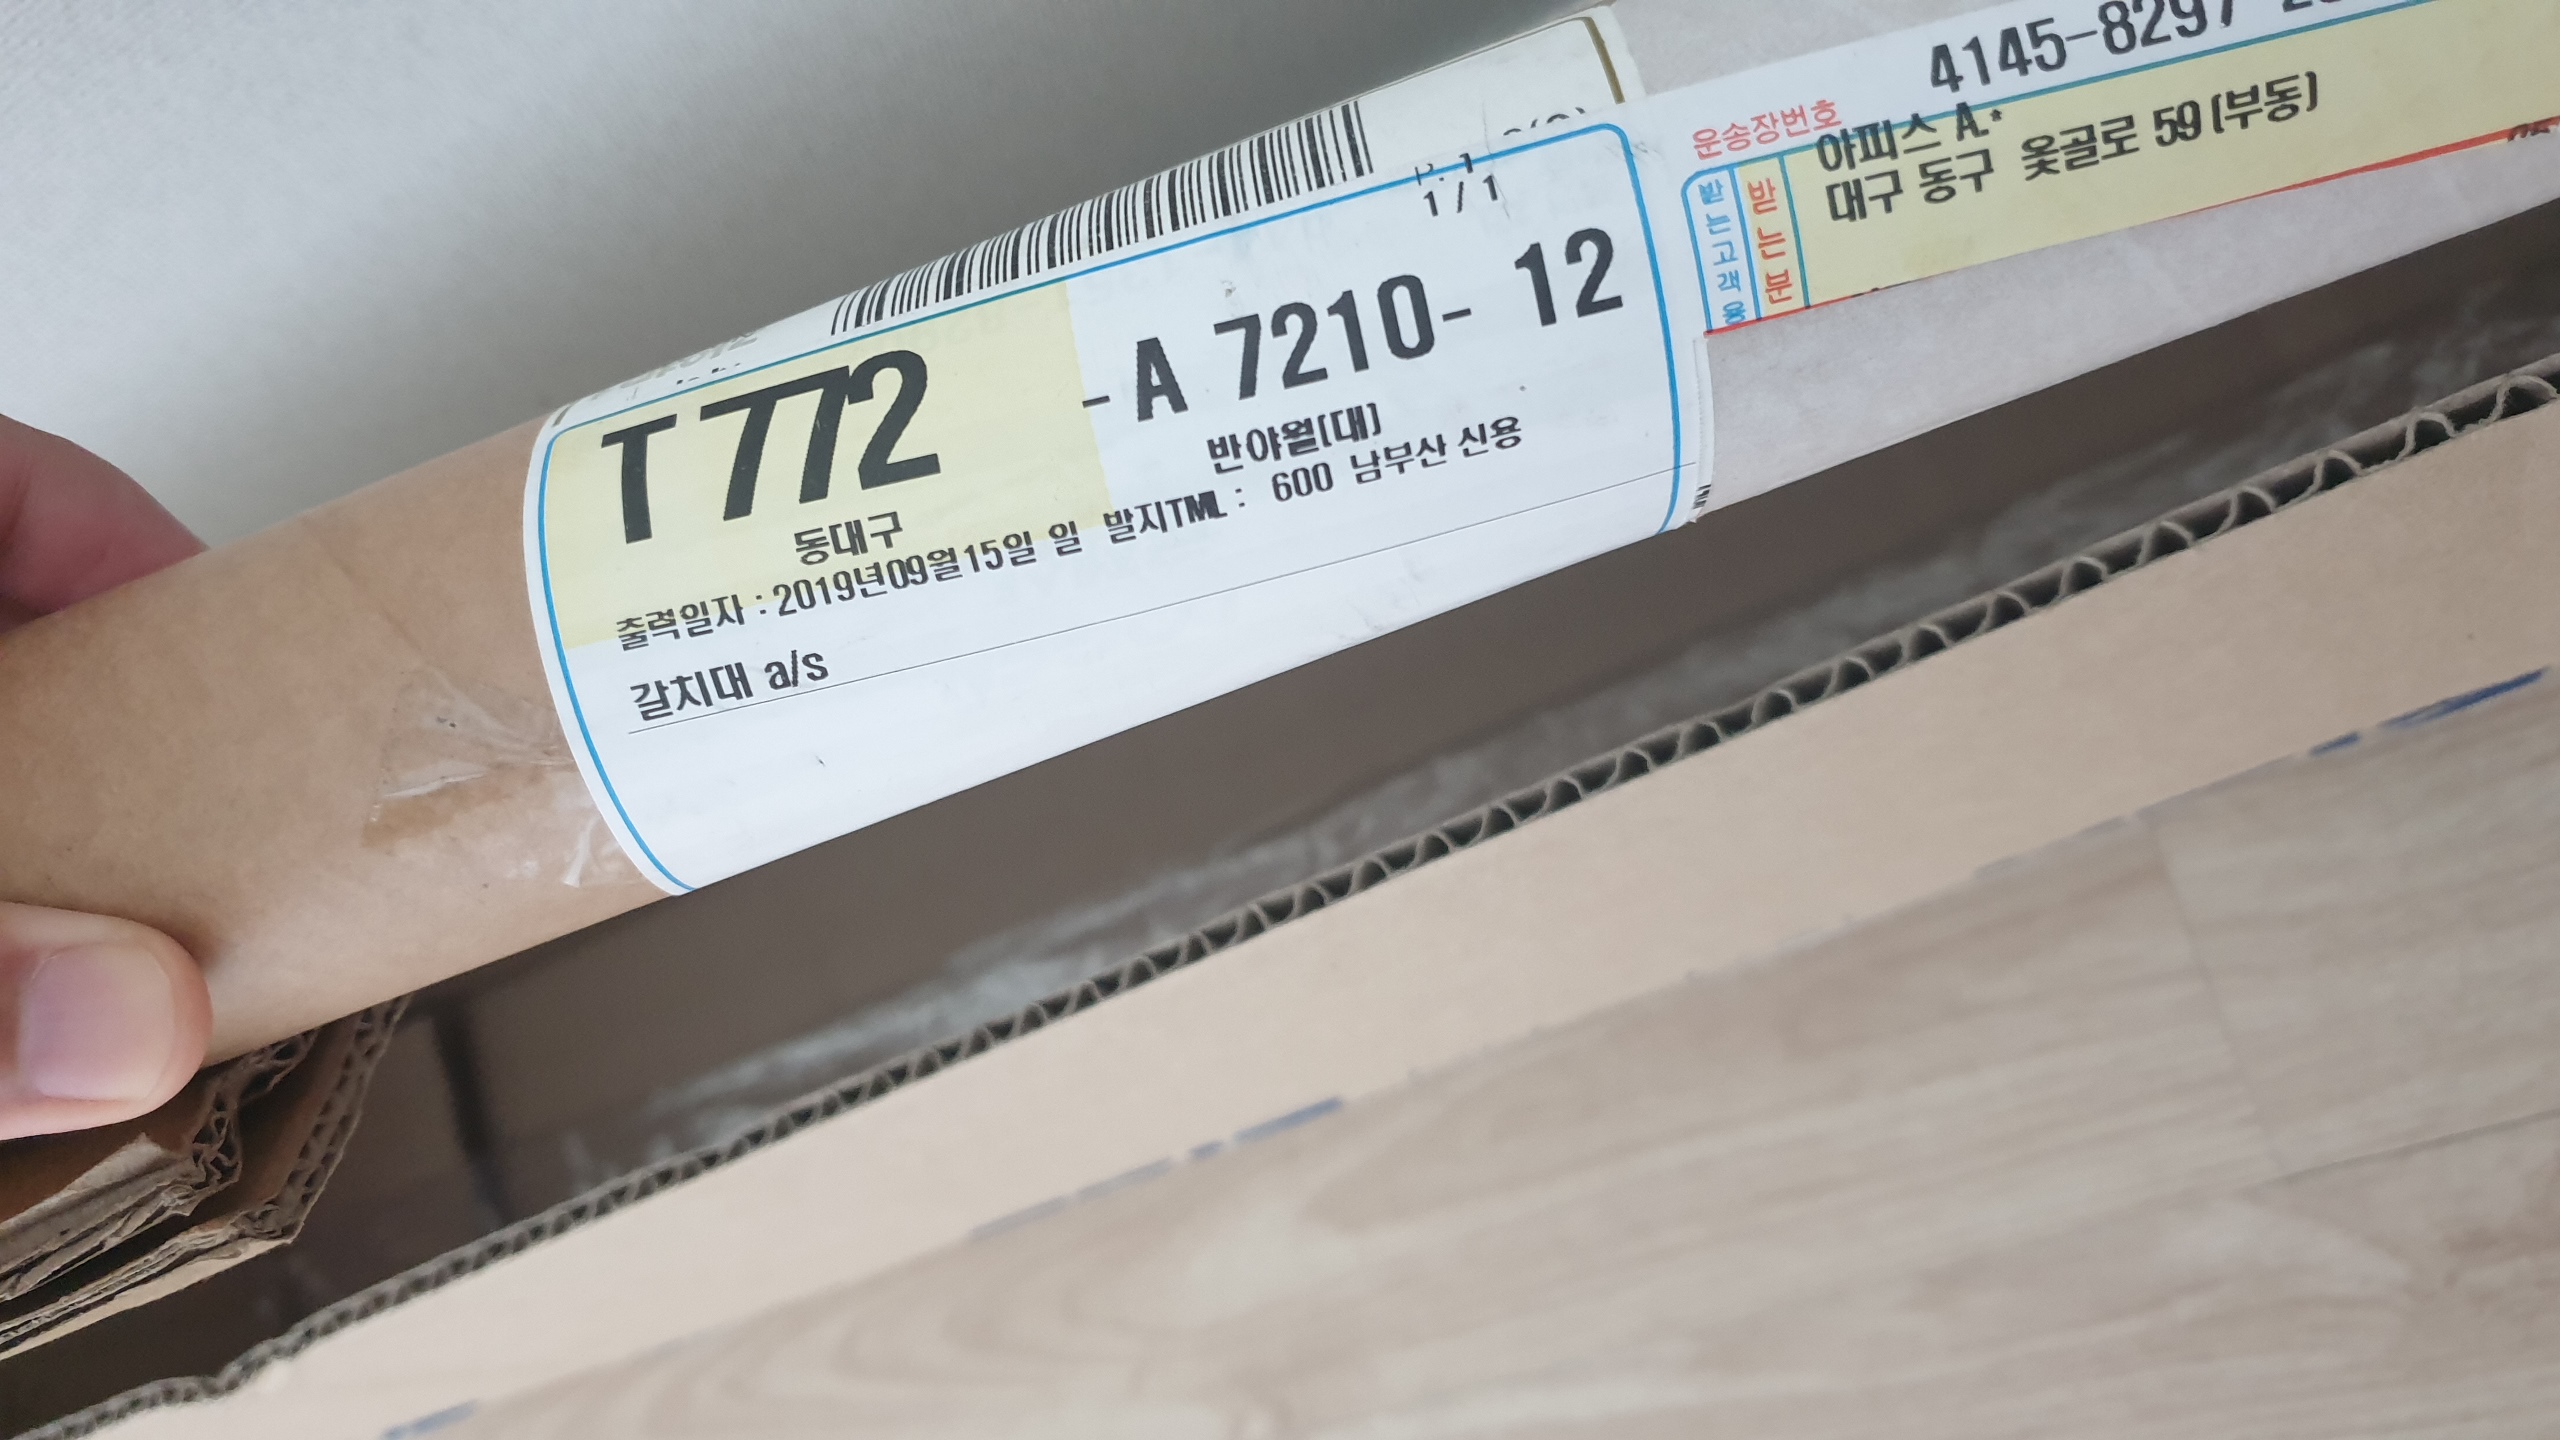 1 / 1
T 772 - A 7210- 12
동대구
반야월(대)
출력일자 : 2019년09월15일 일 발지TML : 600 남부산 신용
갈치대 a/s
4145-8297
운송장번호
받는고객용
받는분
야피스 A.*
대구 동구 옻골로 59 (부동)